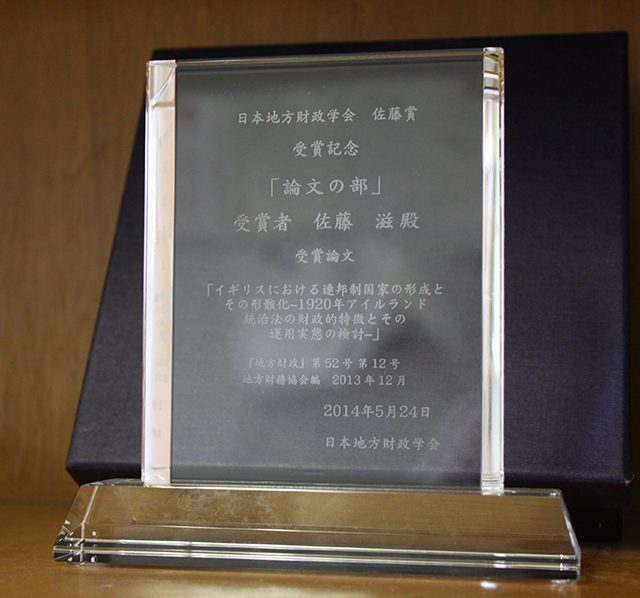 日本地方財政学会 佐藤賞
受賞記念
「論文の部」
受賞者 佐藤 滋 殿
受賞論文
「イギリスにおける連邦制国家の形成と
その形骸化–1920年アイルランド
統治法の財政的特徴とその
運用実態の検討–」
『地方財政』第52号第12号
地方財務協会編 2013年12月
2014年5月24日
日本地方財政学会